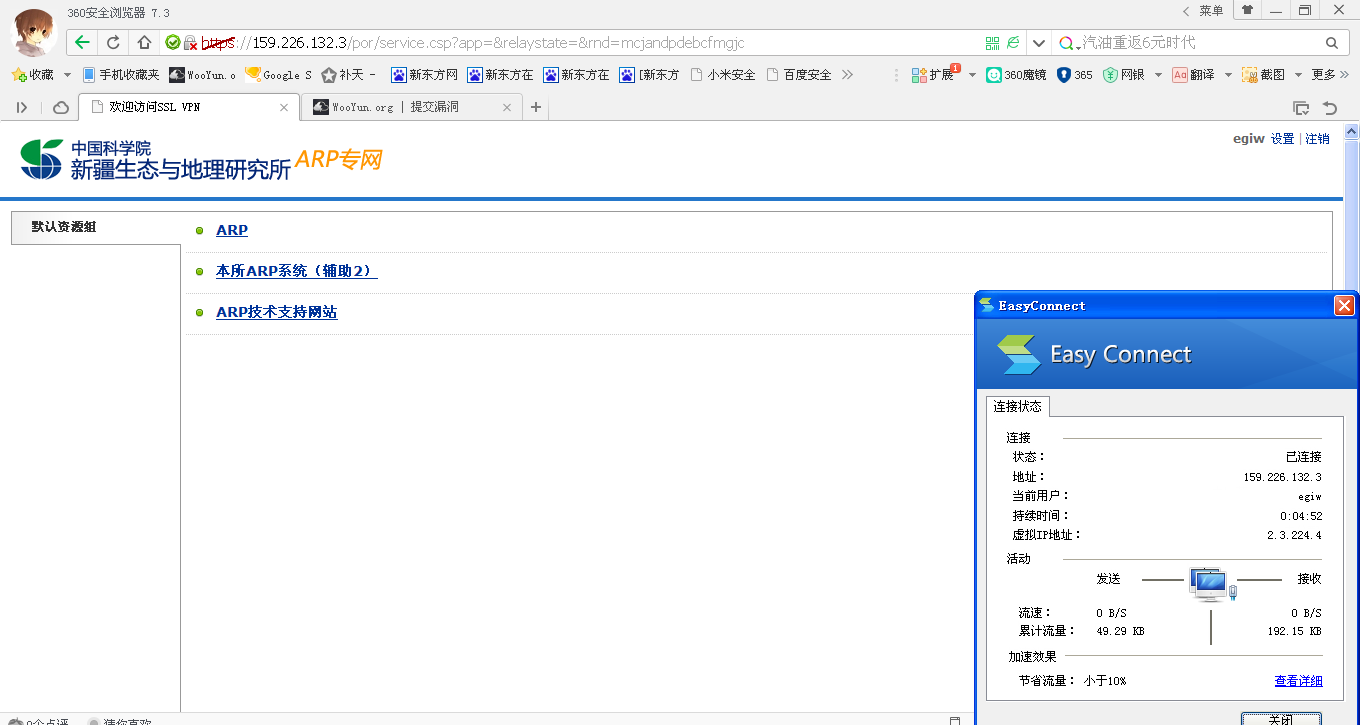 360安全浏览器 7.3
菜单
https://159.226.132.3/por/service.csp?app=&relaystate=&rnd=mcjandpdebcfmgjc
汽油重返6元时代
收藏 手机收藏夹 WooYun.o Google S 补天 - 新东方网 新东方在 新东方在 [新东方 小米安全 百度安全 扩展 1 360魔镜 365 网银 Aa 翻译 截图 更多
欢迎访问SSL VPN WooYun.org | 提交漏洞
中国科学院
新疆生态与地理研究所 ARP专网
egiw 设置 | 注销
默认资源组
ARP
本所ARP系统（辅助2）
ARP技术支持网站
EasyConnect
Easy Connect
连接状态
连接
状态： 已连接
地址： 159.226.132.3
当前用户： egiw
持续时间： 0:04:52
虚拟IP地址： 2.3.224.4
活动
发送 接收
流速： 0 B/S 0 B/S
累计流量： 49.29 KB 192.15 KB
加速效果
节省流量： 小于10% 查看详细
关闭
0个点评 猜你喜欢